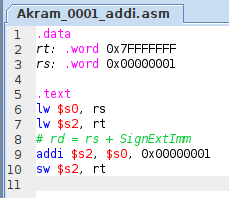 Akram_0001_addi.asm
1 .data
2 rt: .word 0x7FFFFFFF
3 rs: .word 0x00000001
4
5 .text
6 lw $s0, rs
7 lw $s2, rt
8 # rd = rs + SignExtImm
9 addi $s2, $s0, 0x00000001
10 sw $s2, rt
11